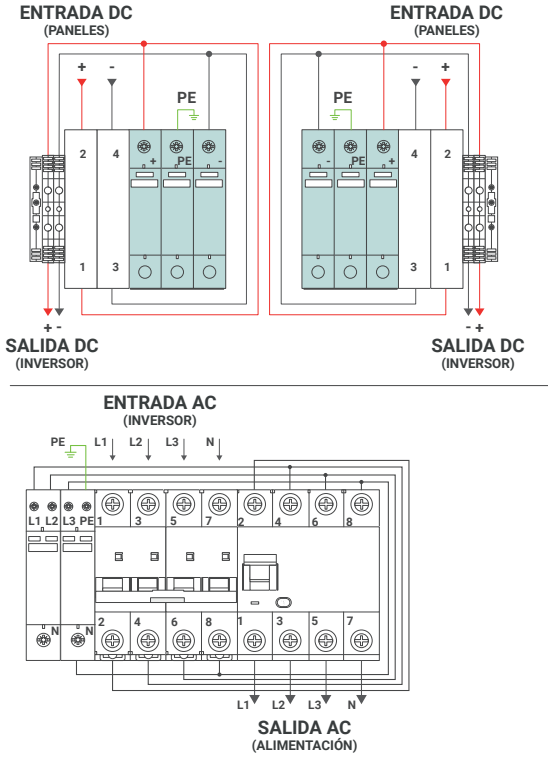 ENTRADA DC
(PANELES)
+ -
PE
2 4 + PE -
1 3
+ -
SALIDA DC
(INVERSOR)
ENTRADA DC
(PANELES)
- +
PE
- PE + 4 2
3 1
- +
SALIDA DC
(INVERSOR)
ENTRADA AC
(INVERSOR)
PE L1 L2 L3 N
L1 L2 L3 PE 1 3 5 7 2 4 6 8
N N 2 4 6 8 1 3 5 7
L1 L2 L3 N
SALIDA AC
(ALIMENTACIÓN)